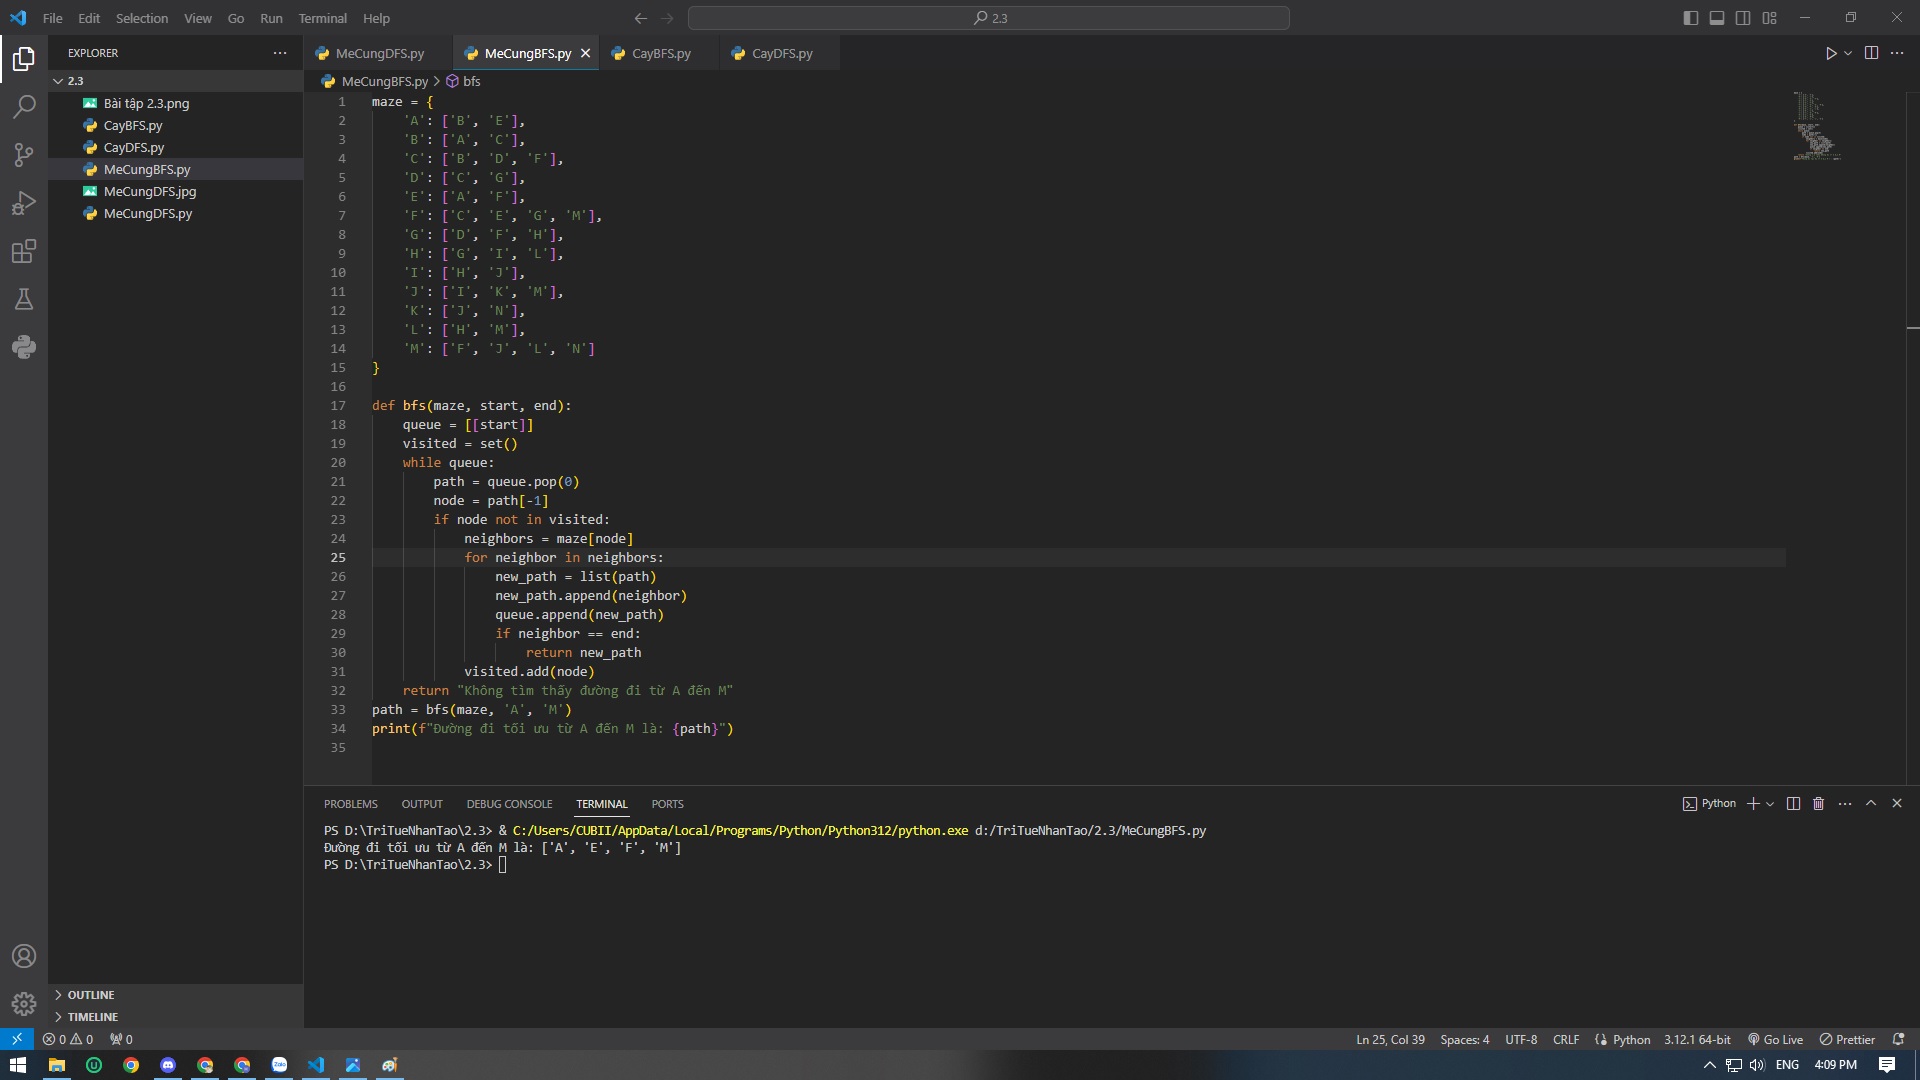 File Edit Selection View Go Run Terminal Help
2.3
EXPLORER
2.3
Bài tập 2.3.png
CayBFS.py
CayDFS.py
MeCungBFS.py
MeCungDFS.jpg
MeCungDFS.py
OUTLINE
TIMELINE
MeCungDFS.py MeCungBFS.py CayBFS.py CayDFS.py
MeCungBFS.py > bfs
1 maze = {
2 'A': ['B', 'E'],
3 'B': ['A', 'C'],
4 'C': ['B', 'D', 'F'],
5 'D': ['C', 'G'],
6 'E': ['A', 'F'],
7 'F': ['C', 'E', 'G', 'M'],
8 'G': ['D', 'F', 'H'],
9 'H': ['G', 'I', 'L'],
10 'I': ['H', 'J'],
11 'J': ['I', 'K', 'M'],
12 'K': ['J', 'N'],
13 'L': ['H', 'M'],
14 'M': ['F', 'J', 'L', 'N']
15 }
16
17 def bfs(maze, start, end):
18 queue = [[start]]
19 visited = set()
20 while queue:
21 path = queue.pop(0)
22 node = path[-1]
23 if node not in visited:
24 neighbors = maze[node]
25 for neighbor in neighbors:
26 new_path = list(path)
27 new_path.append(neighbor)
28 queue.append(new_path)
29 if neighbor == end:
30 return new_path
31 visited.add(node)
32 return "Không tìm thấy đường đi từ A đến M"
33 path = bfs(maze, 'A', 'M')
34 print(f"Đường đi tối ưu từ A đến M là: {path}")
35
PROBLEMS OUTPUT DEBUG CONSOLE TERMINAL PORTS
Python
PS D:\TriTueNhanTao\2.3> & C:/Users/CUBII/AppData/Local/Programs/Python/Python312/python.exe d:/TriTueNhanTao/2.3/MeCungBFS.py
Đường đi tối ưu từ A đến M là: ['A', 'E', 'F', 'M']
PS D:\TriTueNhanTao\2.3>
0 0 0 Ln 25, Col 39 Spaces: 4 UTF-8 CRLF Python 3.12.1 64-bit Go Live Prettier
Zalo
ENG 4:09 PM